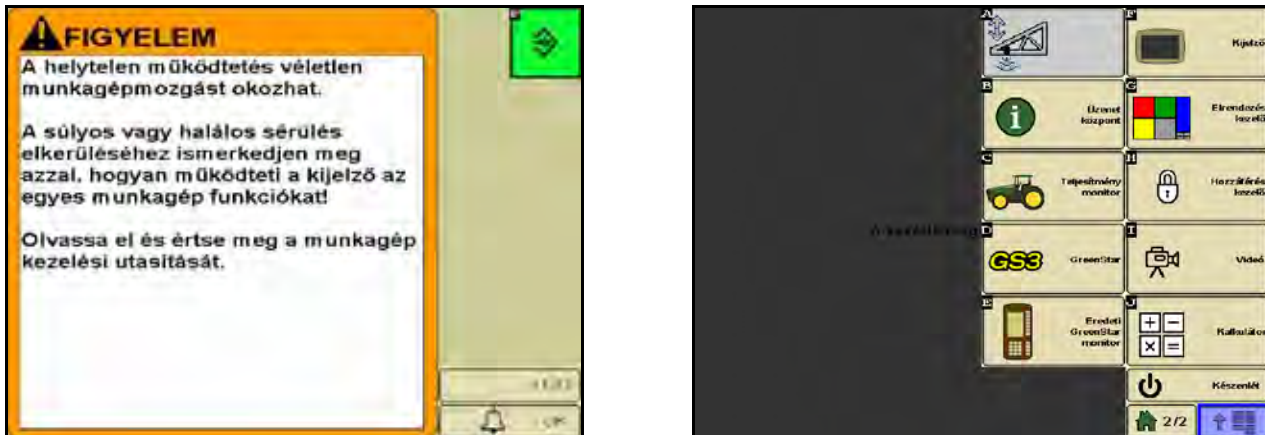 FIGYELEM
A helytelen működtetés véletlen
munkagépmozgást okozhat.
A súlyos vagy halálos sérülés
elkerüléséhez ismerkedjen meg
azzal, hogyan működteti a kijelző az
egyes munkagép funkciókat!
Olvassa el és értse meg a munkagép
kezelési utasítását.
A
F
Kijelző
B
Üzenet
központ
G
Elrendezés
kezelő
C
Teljesítmény
monitor
H
Hozzáférés
kezelő
D
GS3
GreenStar
I
Videó
E
Eredeti
GreenStar
monitor
J
Kalkulátor
Készenlét
2/2